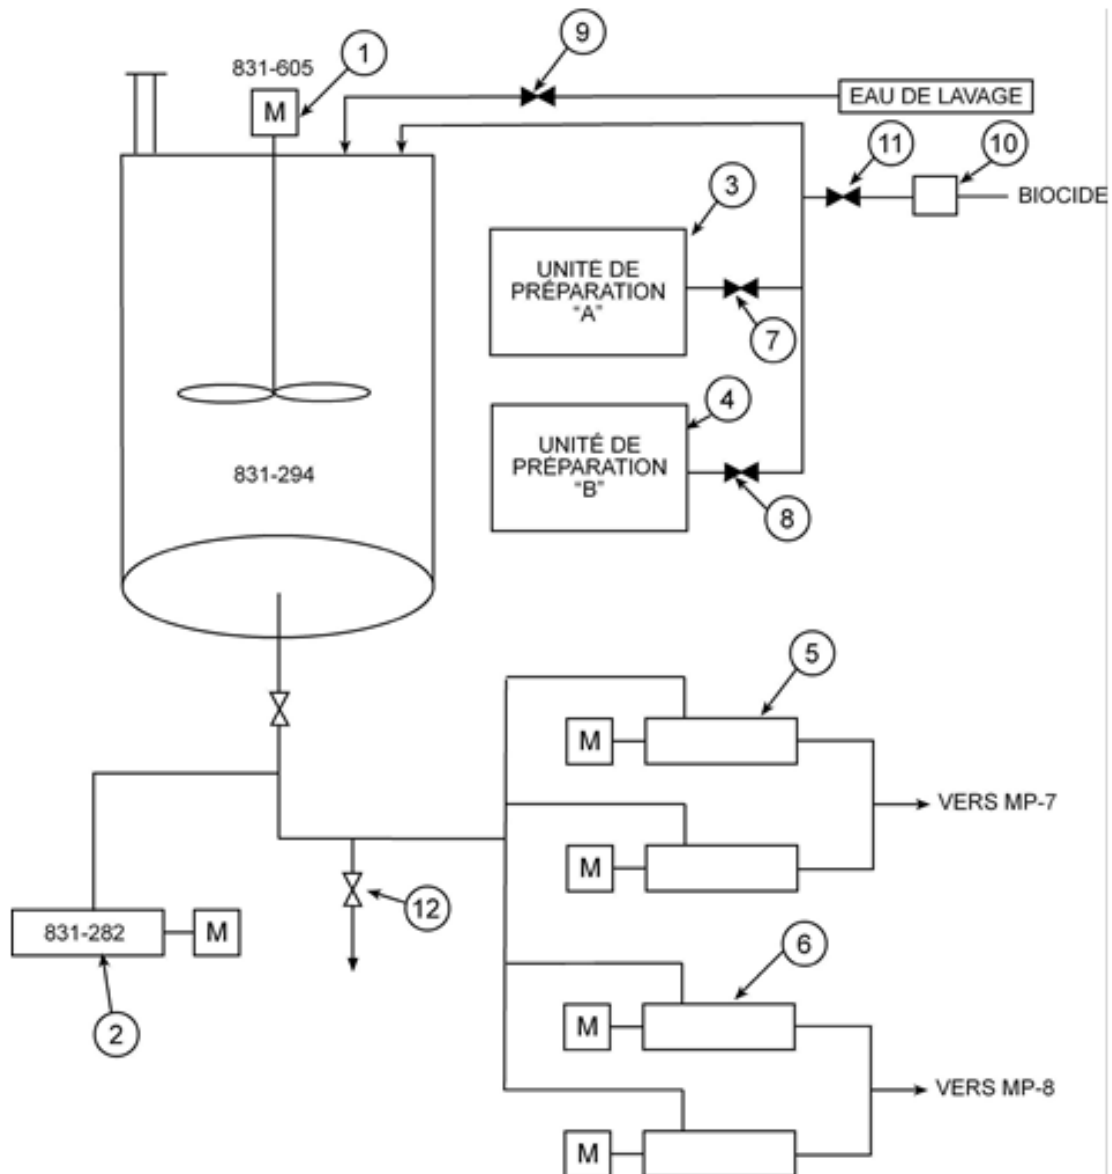 9
1
831-605
M
EAU DE LAVAGE
11
10
BIOCIDE
3
UNITÉ DE
PRÉPARATION
"A"
7
4
UNITÉ DE
PRÉPARATION
"B"
831-294
8
5
M
VERS MP-7
M
12
831-282
M
6
2
M
VERS MP-8
M